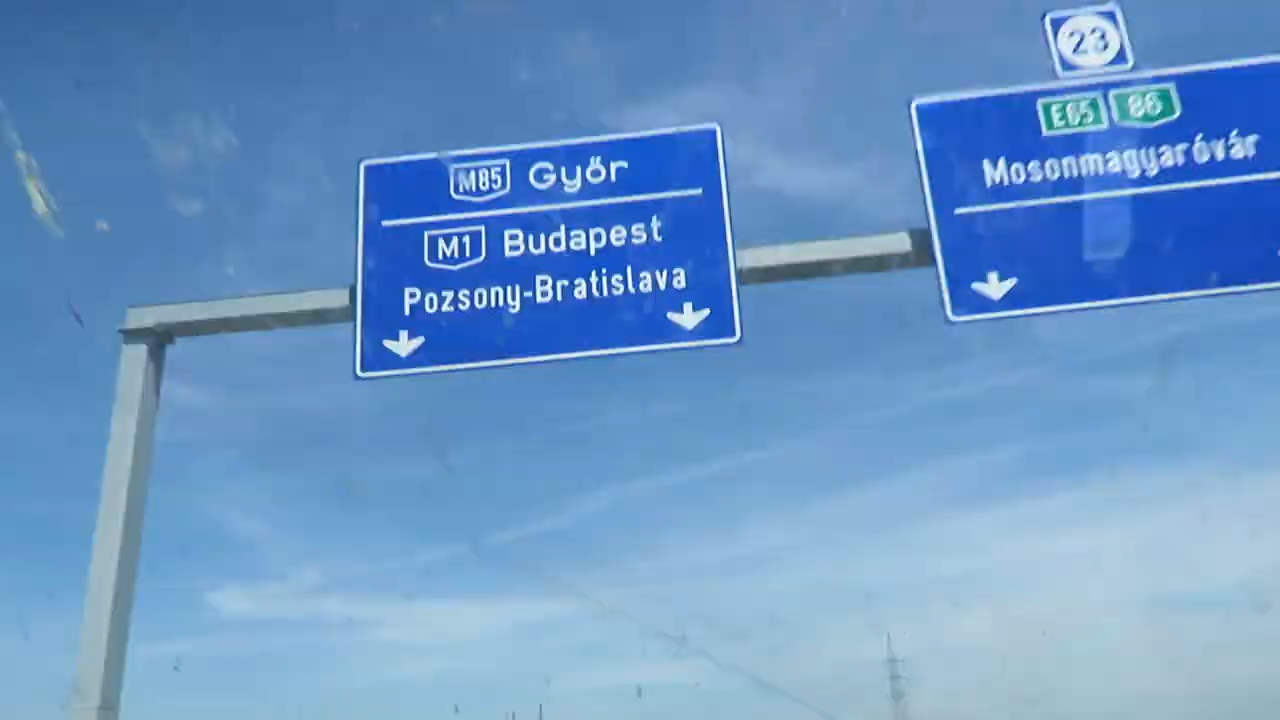 M85 Győr
M1 Budapest
Pozsony-Bratislava
23
E65 86
Mosonmagyaróvár